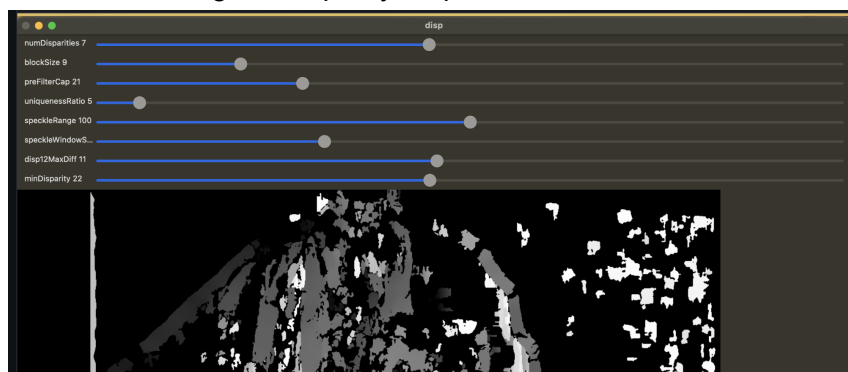 disp
numDisparities 7
blockSize 9
preFilterCap 21
uniquenessRatio 5
speckleRange 100
speckleWindowS...
disp12MaxDiff 11
minDisparity 22